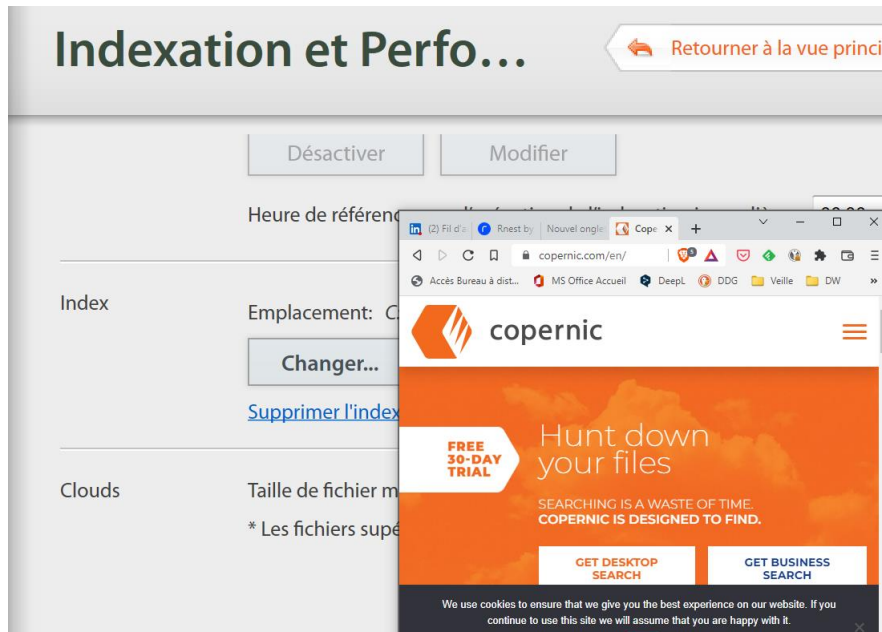 Indexation et Perfo...
Retourner à la vue princi
Désactiver
Modifier
Heure de référenc
Index
Emplacement: C
Changer...
Supprimer l'index
Clouds
Taille de fichier m
* Les fichiers supé
(2) Fil d'a
Rnest by
Nouvel ongle
Cope
copernic.com/en/
Accès Bureau à dist...
MS Office Accueil
DeepL
DDG
Veille
DW
copernic
FREE
30-DAY
TRIAL
Hunt down
your files
SEARCHING IS A WASTE OF TIME.
COPERNIC IS DESIGNED TO FIND.
GET DESKTOP
SEARCH
GET BUSINESS
SEARCH
We use cookies to ensure that we give you the best experience on our website. If you
continue to use this site we will assume that you are happy with it.